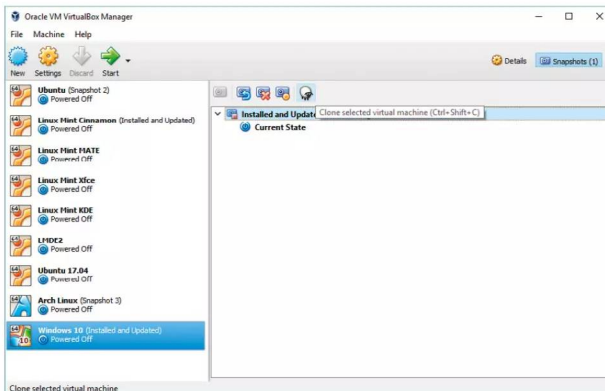 Oracle VM VirtualBox Manager
File Machine Help
New Settings Discard Start
Details Snapshots (1)
Ubuntu (Snapshot 2)
Powered Off
Linux Mint Cinnamon (Installed and Updated)
Powered Off
Linux Mint MATE
Powered Off
Linux Mint Xfce
Powered Off
Linux Mint KDE
Powered Off
LMDE2
Powered Off
Ubuntu 17.04
Powered Off
Arch Linux (Snapshot 3)
Powered Off
Windows 10 (Installed and Updated)
Powered Off
Installed and Updat
Clone selected virtual machine (Ctrl+Shift+C)
Current State
Clone selected virtual machine